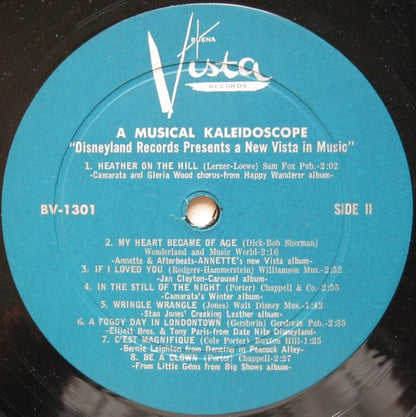 BUENA
Vista
RECORDS
A MUSICAL KALEIDOSCOPE
"Disneyland Records Presents a New Vista in Music"
1. HEATHER ON THE HILL (Lerner-Loewe) Sam Fox Pub.-2:02
-Camarata and Gloria Wood chorus-from Happy Wanderer album-
BV-1301 SIDE II
2. MY HEART BECAME OF AGE (Dick-Bob Sherman)
Wonderland and Music World-2:16
-Annette & Afterbeats-ANNETTE's new Vista album-
3. IF I LOVED YOU (Rodgers-Hammerstein) Williamson Mus.-2:52
-Jan Clayton-Carousel album-
4. IN THE STILL OF THE NIGHT (Porter) Chappell & Co.-2:55
-Camarata's Winter album-
5. WRINGLE WRANGLE (Jones) Walt Disney Mus.-1:42
-Stan Jones' Creaking Leather album-
6. A FOGGY DAY IN LONDONTOWN (Gershwin) Gershwin Pub.-2:35
-Elliott Bros. & Tony Paris-from Date Nite Disneyland-
7. C'EST MAGNIFIQUE (Cole Porter) Buxton Hill-1:25
-Bernie Leighton from Dancing in Peacock Alley-
8. BE A CLOWN (Porter) Chappell-2:27
-From Little Gems from Big Shows album-